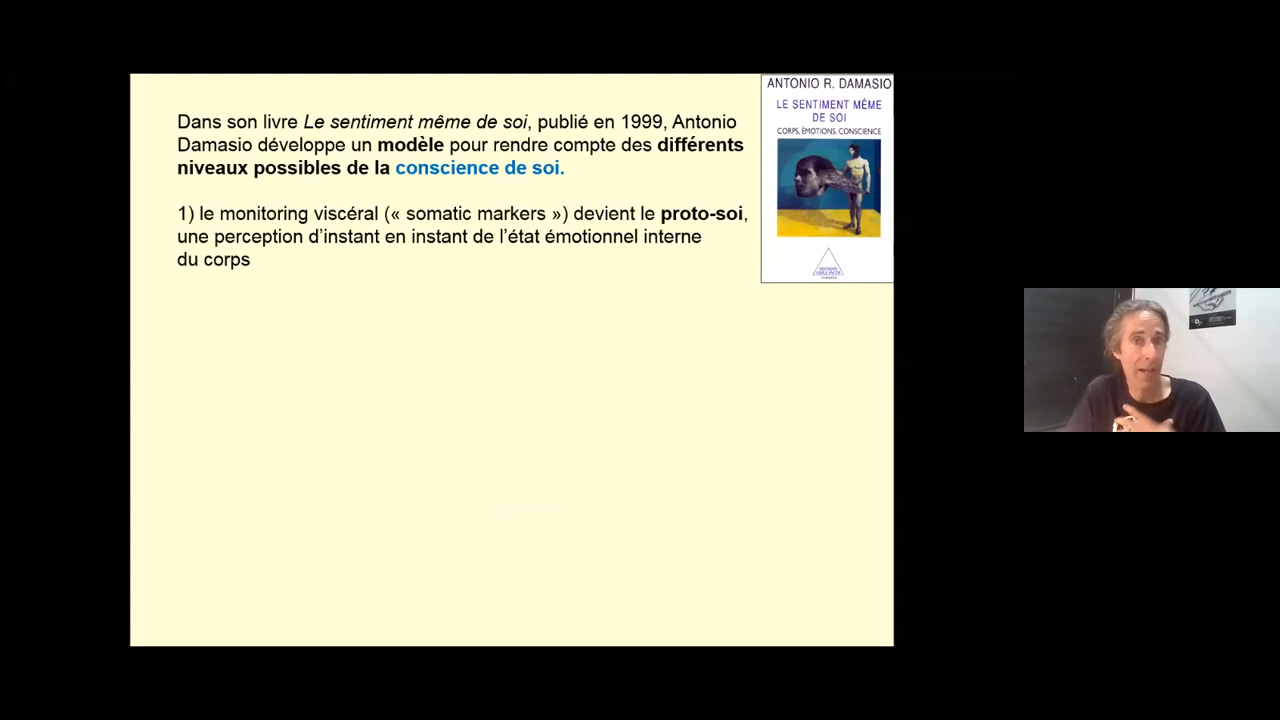 Dans son livre Le sentiment même de soi, publié en 1999, Antonio
Damasio développe un modèle pour rendre compte des différents
niveaux possibles de la conscience de soi.
1) le monitoring viscéral (« somatic markers ») devient le proto-soi,
une perception d'instant en instant de l'état émotionnel interne
du corps
ANTONIO R. DAMASIO
LE SENTIMENT MÊME
DE SOI
CORPS, ÉMOTIONS, CONSCIENCE
EDITIONS
ODILE JACOB